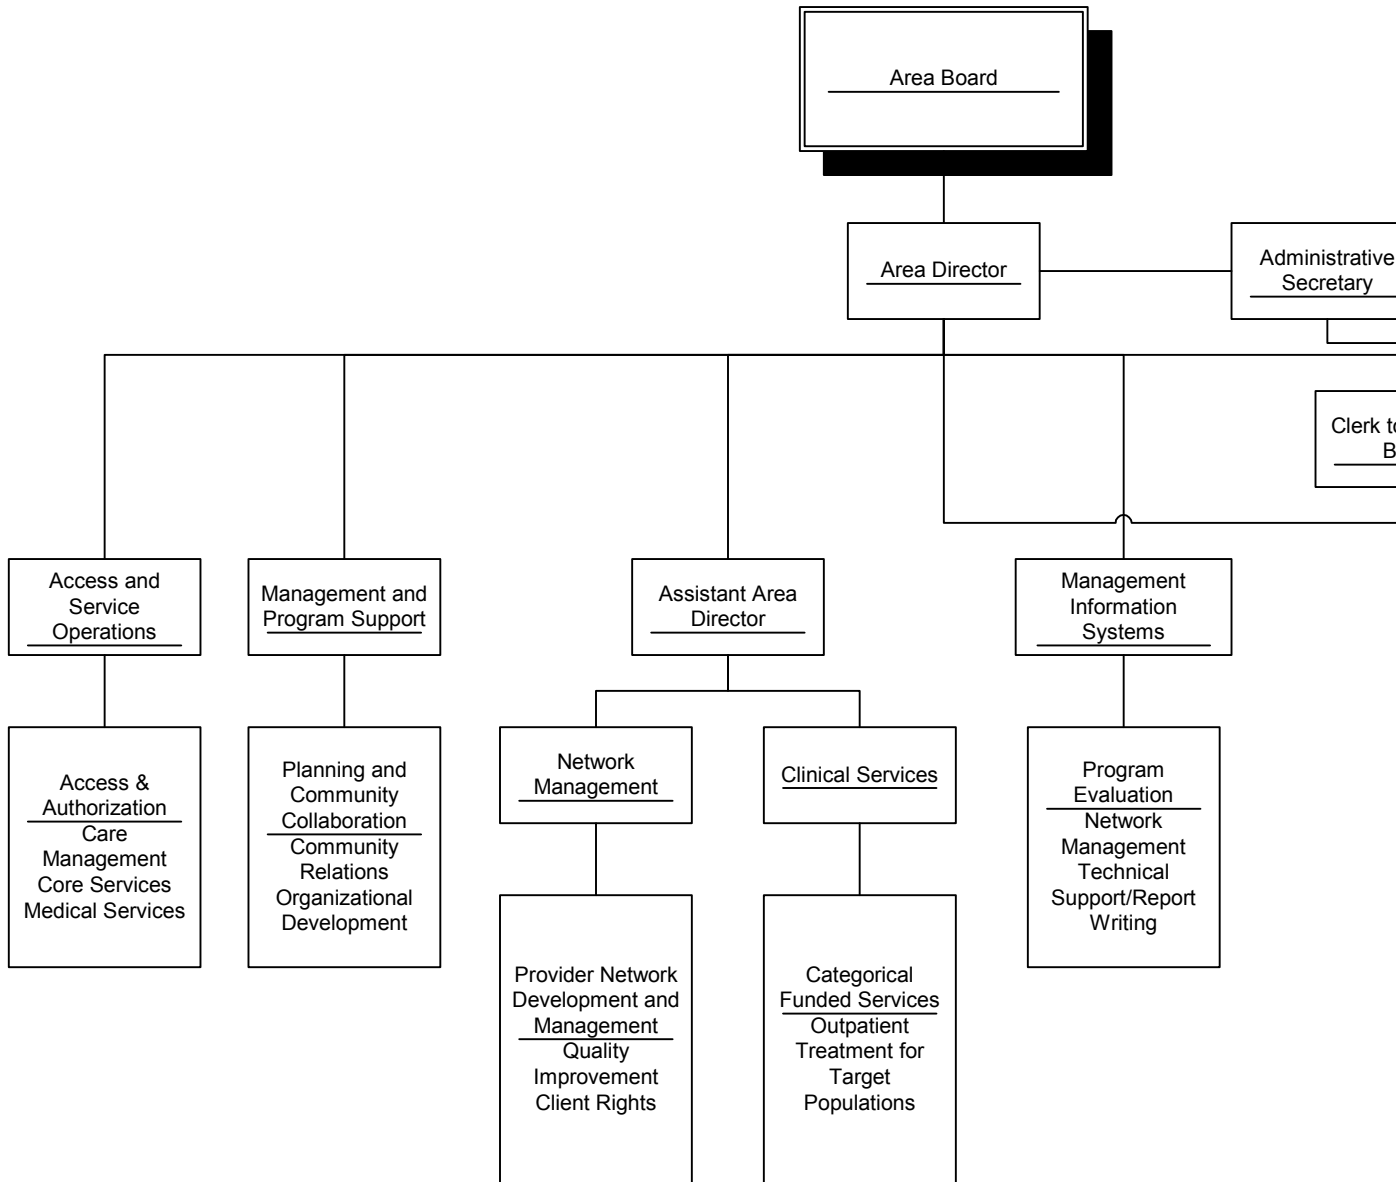 Area Board
Area Director
Administrative
Secretary
Clerk to
B
Access and
Service
Operations
Management and
Program Support
Assistant Area
Director
Management
Information
Systems
Access &
Authorization
Care
Management
Core Services
Medical Services
Planning and
Community
Collaboration
Community
Relations
Organizational
Development
Network
Management
Clinical Services
Program
Evaluation
Network
Management
Technical
Support/Report
Writing
Provider Network
Development and
Management
Quality
Improvement
Client Rights
Categorical
Funded Services
Outpatient
Treatment for
Target
Populations